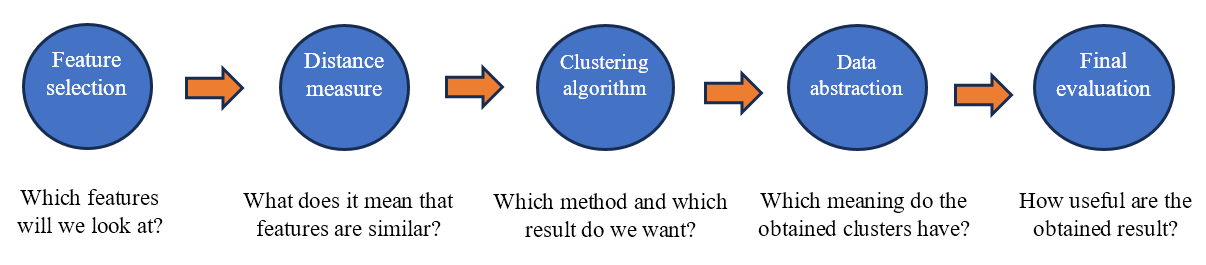 Feature
selection
Distance
measure
Clustering
algorithm
Data
abstraction
Final
evaluation
Which features
will we look at?
What does it mean that
features are similar?
Which method and which
result do we want?
Which meaning do the
obtained clusters have?
How useful are the
obtained result?